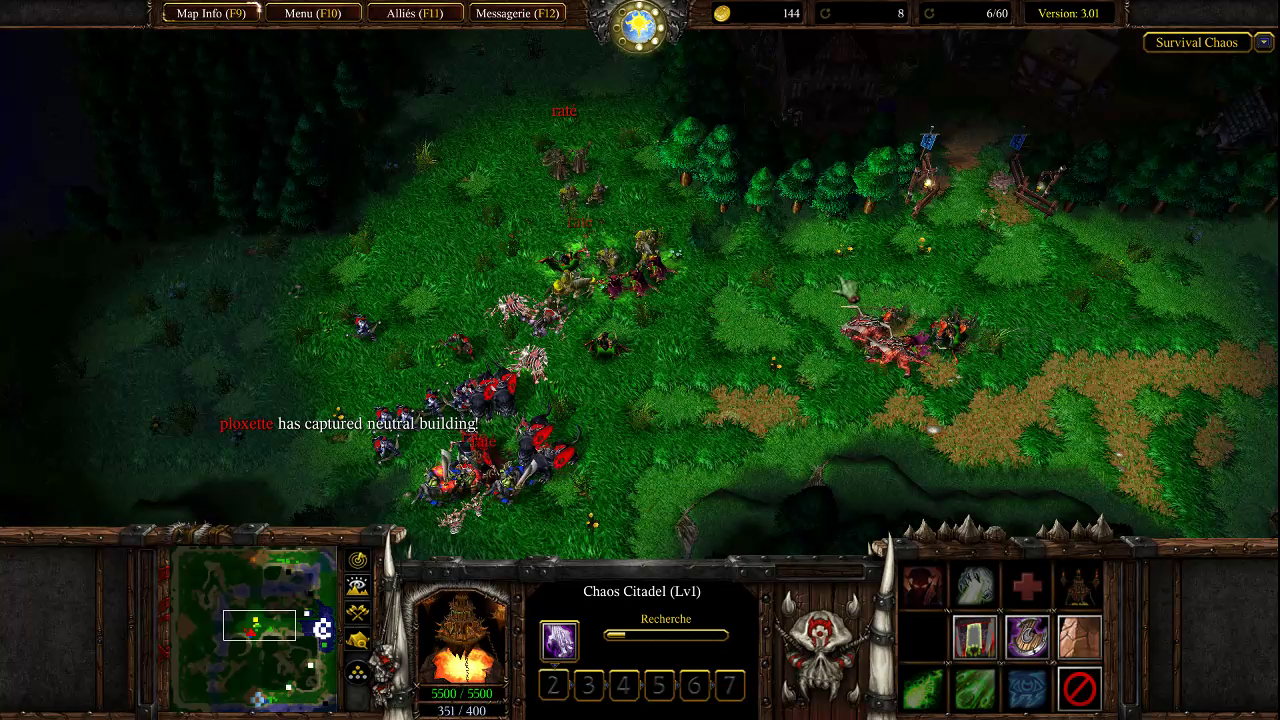 Map Info (F9) Menu (F10) Alliés (F11) Messagerie (F12) 144 8 6/60 Version: 3.01
Survival Chaos
raté
raté
ploxette has captured neutral building!
raté
Chaos Citadel (Lv1)
Recherche
2 3 4 5 6 7
5500 / 5500
351 / 400